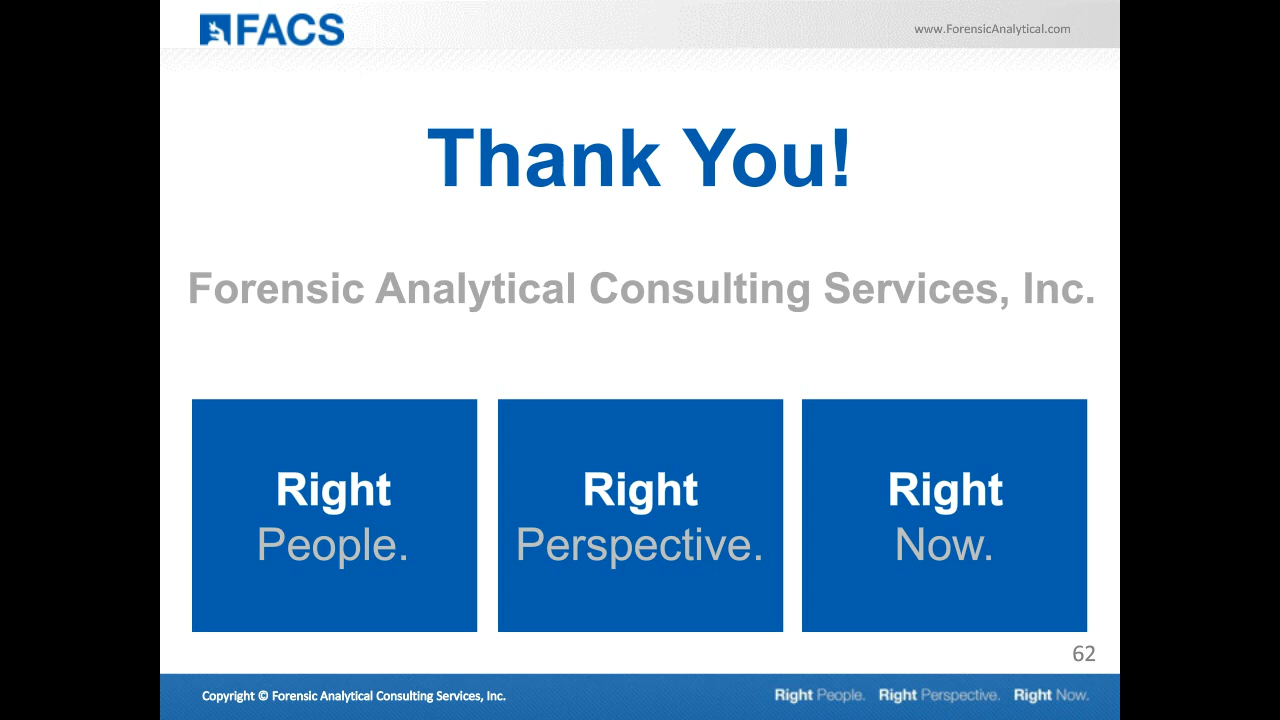 FACS
www.ForensicAnalytical.com
Thank You!
Forensic Analytical Consulting Services, Inc.
Right
People.
Right
Perspective.
Right
Now.
62
Copyright © Forensic Analytical Consulting Services, Inc.
Right People. Right Perspective. Right Now.